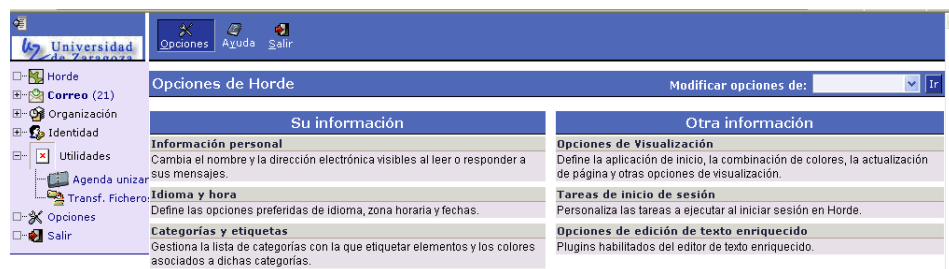 Universidad
de Zaragoza
Opciones Ayuda Salir
Horde
Correo (21)
Organización
Identidad
Utilidades
Agenda unizar
Transf. Ficheros
Opciones
Salir
Opciones de Horde
Modificar opciones de: Ir
Su información
Información personal
Cambia el nombre y la dirección electrónica visibles al leer o responder a
sus mensajes.
Idioma y hora
Define las opciones preferidas de idioma, zona horaria y fechas.
Categorías y etiquetas
Gestiona la lista de categorías con la que etiquetar elementos y los colores
asociados a dichas categorías.
Otra información
Opciones de Visualización
Define la aplicación de inicio, la combinación de colores, la actualización
de página y otras opciones de visualización.
Tareas de inicio de sesión
Personaliza las tareas a ejecutar al iniciar sesión en Horde.
Opciones de edición de texto enriquecido
Plugins habilitados del editor de texto enriquecido.